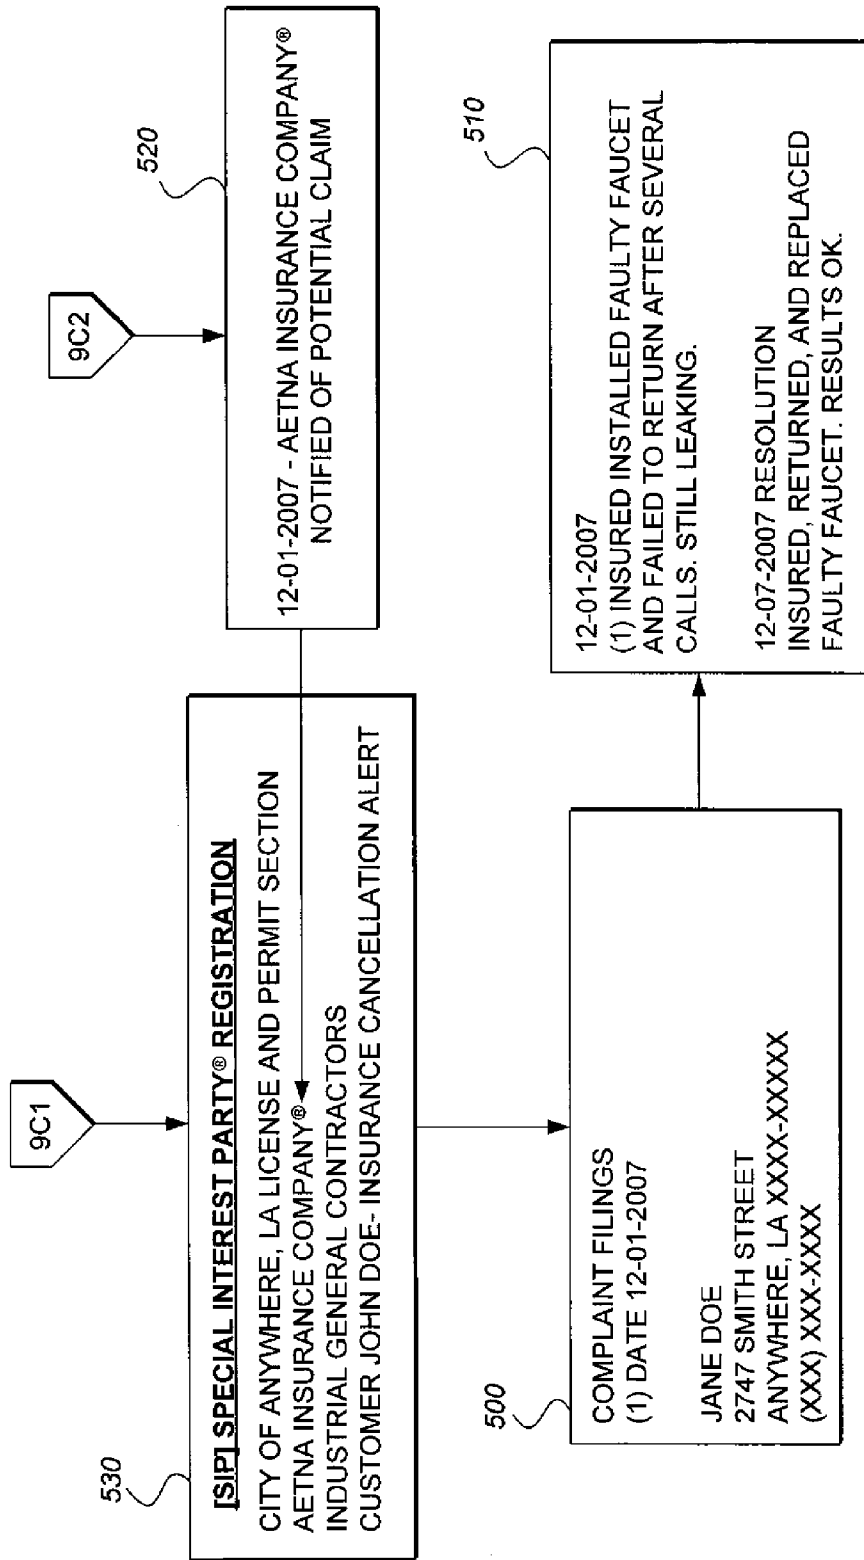 9C1
530
[SIP] SPECIAL INTEREST PARTY® REGISTRATION
CITY OF ANYWHERE, LA LICENSE AND PERMIT SECTION
AETNA INSURANCE COMPANY®
INDUSTRIAL GENERAL CONTRACTORS
CUSTOMER JOHN DOE- INSURANCE CANCELLATION ALERT
9C2
520
12-01-2007 - AETNA INSURANCE COMPANY®
NOTIFIED OF POTENTIAL CLAIM
500
COMPLAINT FILINGS
(1) DATE 12-01-2007
JANE DOE
2747 SMITH STREET
ANYWHERE, LA XXXX-XXXXX
(XXX) XXX-XXXX
510
12-01-2007
(1) INSURED INSTALLED FAULTY FAUCET
AND FAILED TO RETURN AFTER SEVERAL
CALLS. STILL LEAKING.
12-07-2007 RESOLUTION
INSURED, RETURNED, AND REPLACED
FAULTY FAUCET. RESULTS OK.